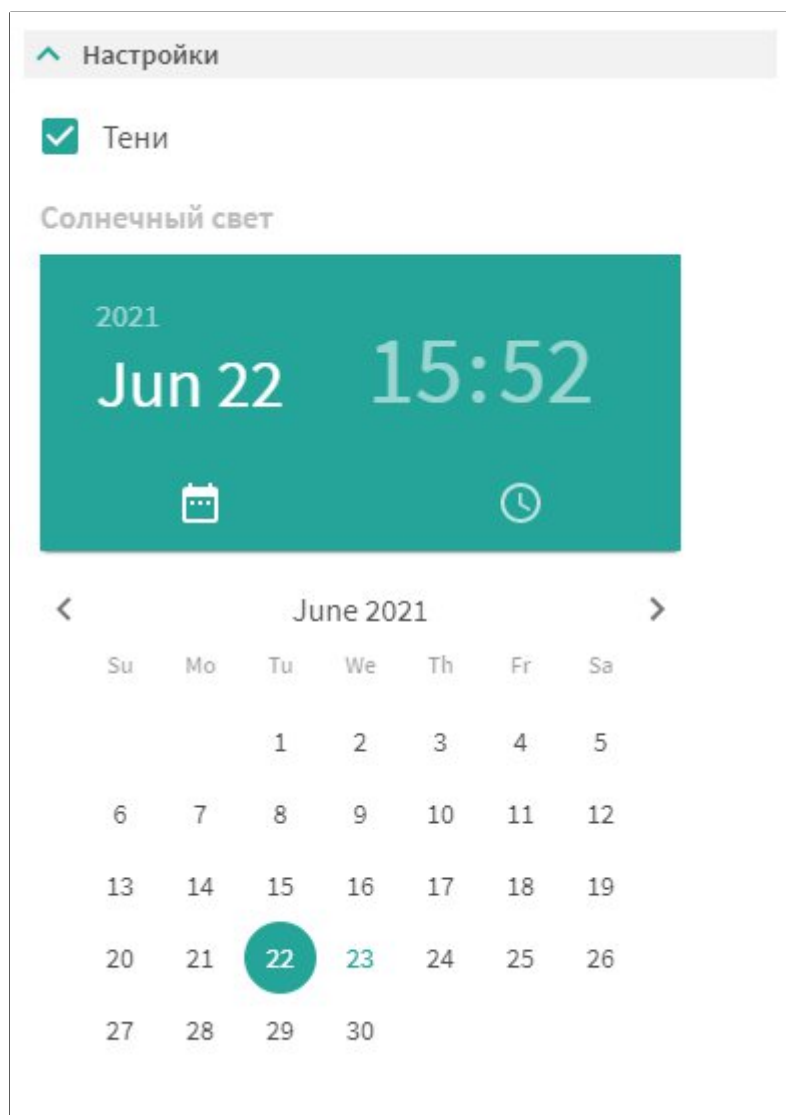 Настройки
Тени
Солнечный свет
2021
Jun 22 15:52
June 2021
Su Mo Tu We Th Fr Sa
1 2 3 4 5
6 7 8 9 10 11 12
13 14 15 16 17 18 19
20 21 22 23 24 25 26
27 28 29 30